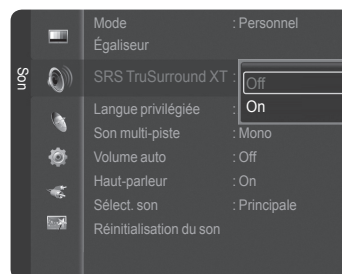 Son
Mode : Personnel
Égaliseur
SRS TruSurround XT : Off
On
Langue privilégiée :
Son multi-piste : Mono
Volume auto : Off
Haut-parleur : On
Sélect. son : Principale
Réinitialisation du son